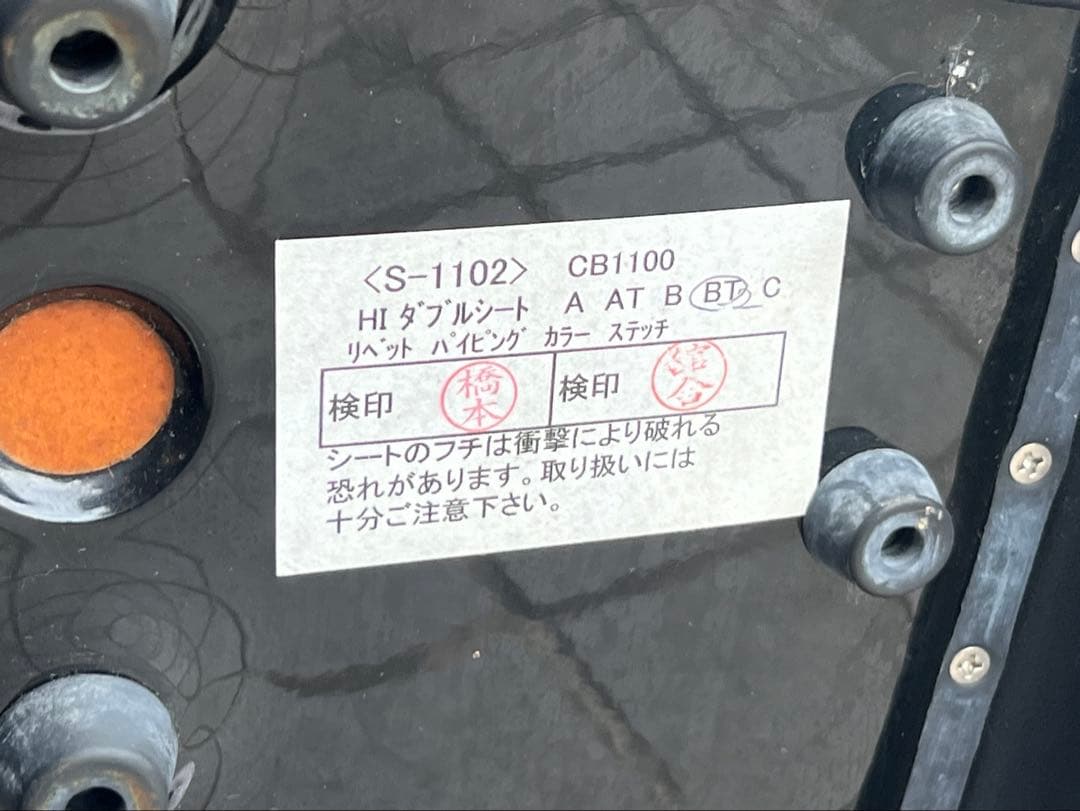 〈S-1102〉 CB1100
HI ダブルシート A AT B BT C
リベット パイピング カラー ステッチ
検印 橋本 検印
シートのフチは衝撃により破れる
恐れがあります。取り扱いには
十分ご注意下さい。